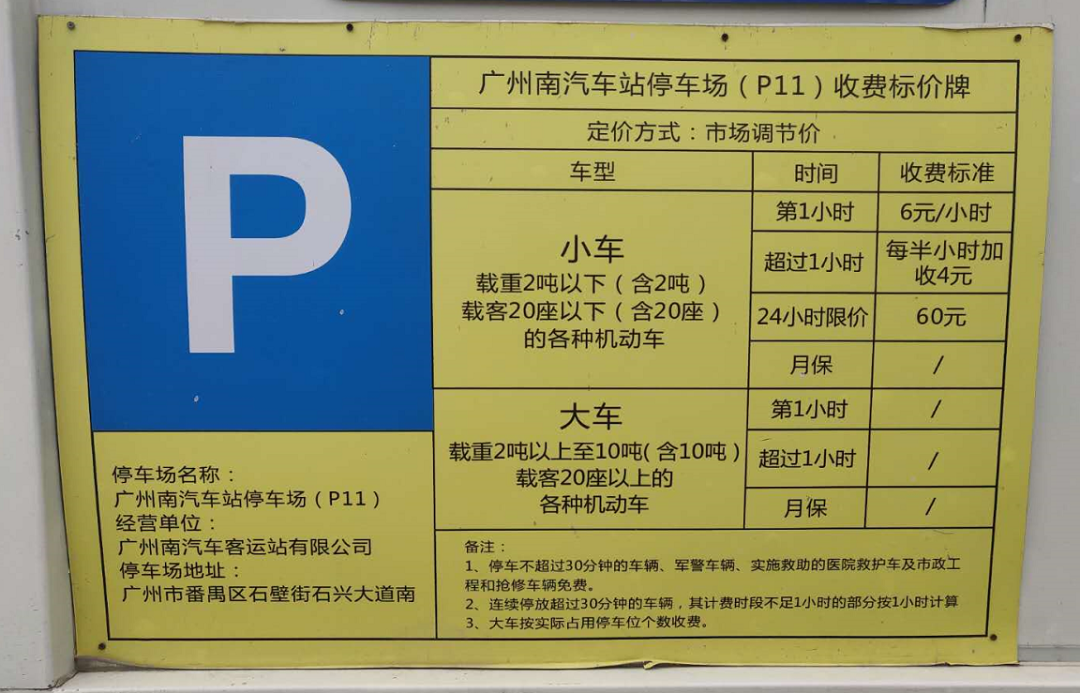 P
广州南汽车站停车场（P11）收费标价牌
定价方式：市场调节价
车型 时间 收费标准
小车
载重2吨以下（含2吨）
载客20座以下（含20座）
的各种机动车
第1小时 6元/小时
超过1小时 每半小时加
收4元
24小时限价 60元
月保 /
大车
载重2吨以上至10吨(含10吨)
载客20座以上的
各种机动车
第1小时 /
超过1小时 /
月保 /
停车场名称：
广州南汽车站停车场（P11）
经营单位：
广州南汽车客运站有限公司
停车场地址：
广州市番禺区石壁街石兴大道南
备注：
1、停车不超过30分钟的车辆、军警车辆、实施救助的医院救护车及市政工
程和抢修车辆免费。
2、连续停放超过30分钟的车辆，其计费时段不足1小时的部分按1小时计算
3、大车按实际占用停车位个数收费。